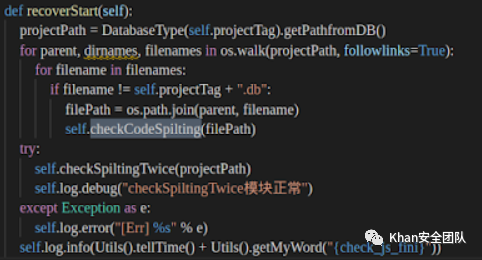 def recoverStart(self):
projectPath = DatabaseType(self.projectTag).getPathfromDB()
for parent, dirnames, filenames in os.walk(projectPath, followlinks=True):
for filename in filenames:
if filename != self.projectTag + ".db":
filePath = os.path.join(parent, filename)
self.checkCodeSpilting(filePath)
try:
self.checkSpiltingTwice(projectPath)
self.log.debug("checkSpiltingTwice模块正常")
except Exception as e:
self.log.error("[Err] %s" % e)
self.log.info(Utils().tellTime() + Utils().getMyWord("{check_js_fini}"))
Khan安全团队